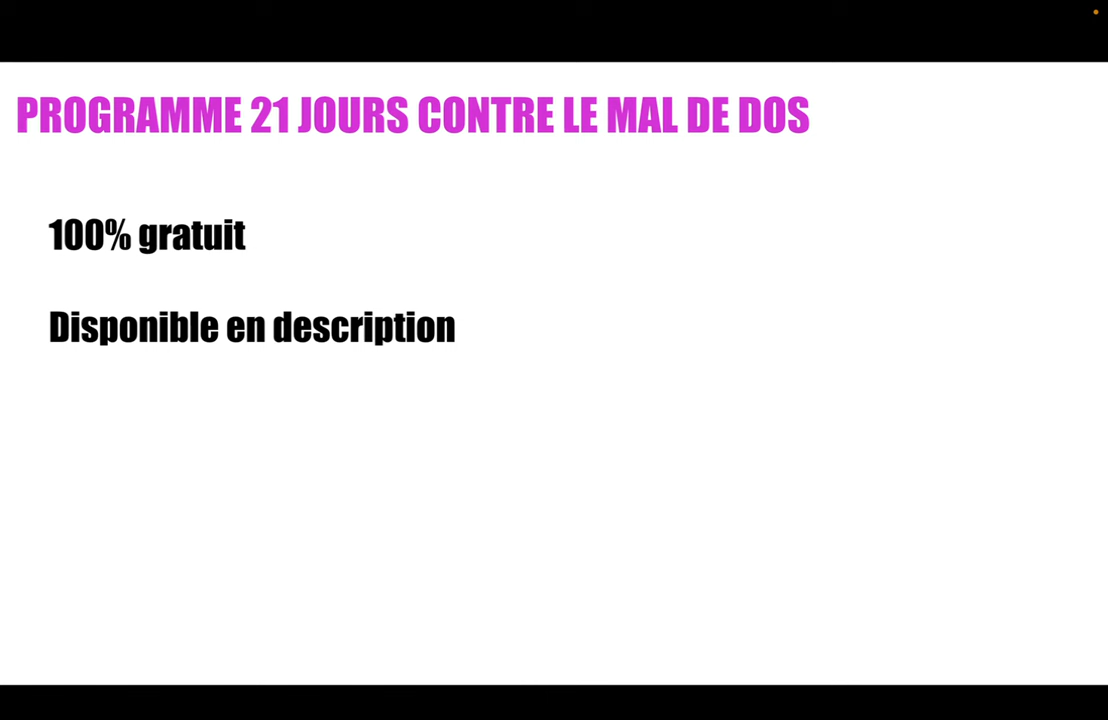 PROGRAMME 21 JOURS CONTRE LE MAL DE DOS
100% gratuit
Disponible en description